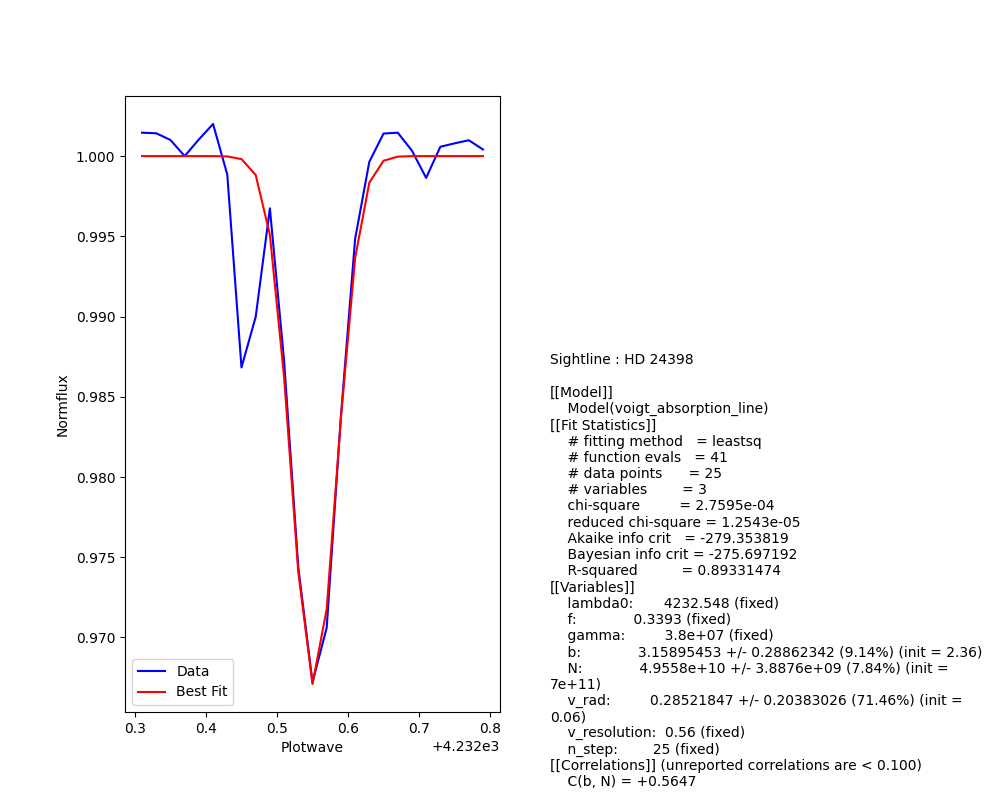 1.000
0.995
0.990
0.985
0.980
0.975
0.970
Normflux
Data
Best Fit
0.3 0.4 0.5 0.6 0.7 0.8
Plotwave
+4.232e3
Sightline : HD 24398
[[Model]]
Model(voigt_absorption_line)
[[Fit Statistics]]
# fitting method = leastsq
# function evals = 41
# data points = 25
# variables = 3
chi-square = 2.7595e-04
reduced chi-square = 1.2543e-05
Akaike info crit = -279.353819
Bayesian info crit = -275.697192
R-squared = 0.89331474
[[Variables]]
lambda0: 4232.548 (fixed)
f: 0.3393 (fixed)
gamma: 3.8e+07 (fixed)
b: 3.15895453 +/- 0.28862342 (9.14%) (init = 2.36)
N: 4.9558e+10 +/- 3.8876e+09 (7.84%) (init =
7e+11)
v_rad: 0.28521847 +/- 0.20383026 (71.46%) (init =
0.06)
v_resolution: 0.56 (fixed)
n_step: 25 (fixed)
[[Correlations]] (unreported correlations are < 0.100)
C(b, N) = +0.5647